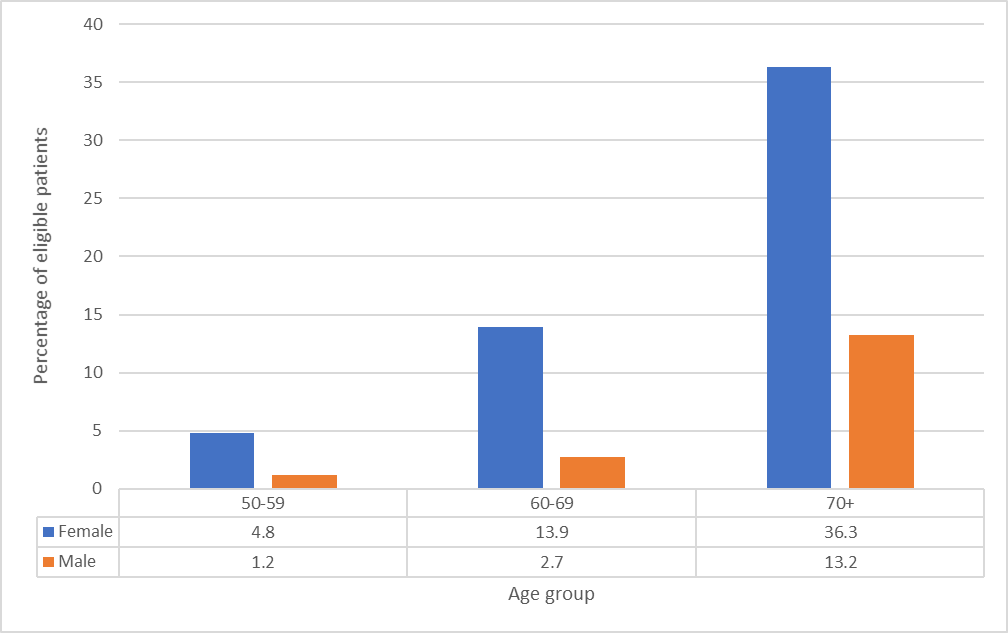 40
35
30
25
20
15
10
5
0
Percentage of eligible patients
50-59 60-69 70+
Female 4.8 13.9 36.3
Male 1.2 2.7 13.2
Age group